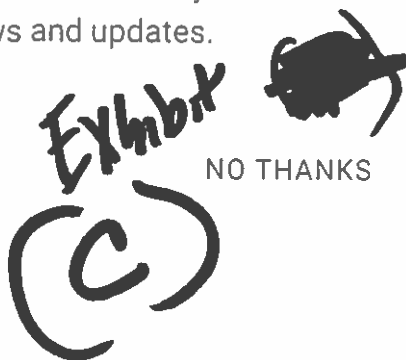 ws and updates.
Exhibit
NO THANKS
(C)